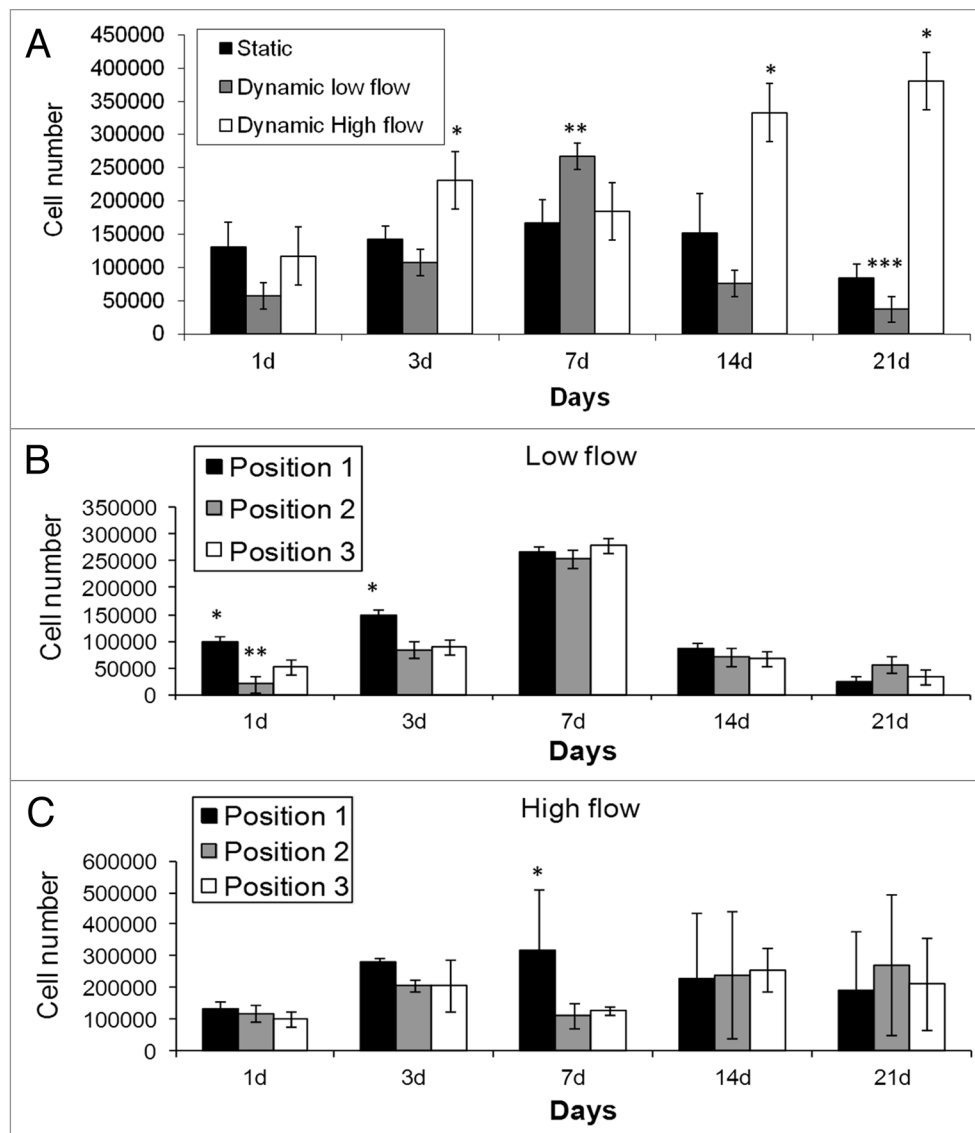 A
Static
Dynamic low flow
Dynamic High flow
Cell number
450000
400000
350000
300000
250000
200000
150000
100000
50000
0
*
**
*
***
*
1d 3d 7d 14d 21d
Days
B
Low flow
Position 1
Position 2
Position 3
Cell number
350000
300000
250000
200000
150000
100000
50000
0
*
**
*
1d 3d 7d 14d 21d
Days
C
High flow
Position 1
Position 2
Position 3
Cell number
600000
500000
400000
300000
200000
100000
0
*
1d 3d 7d 14d 21d
Days